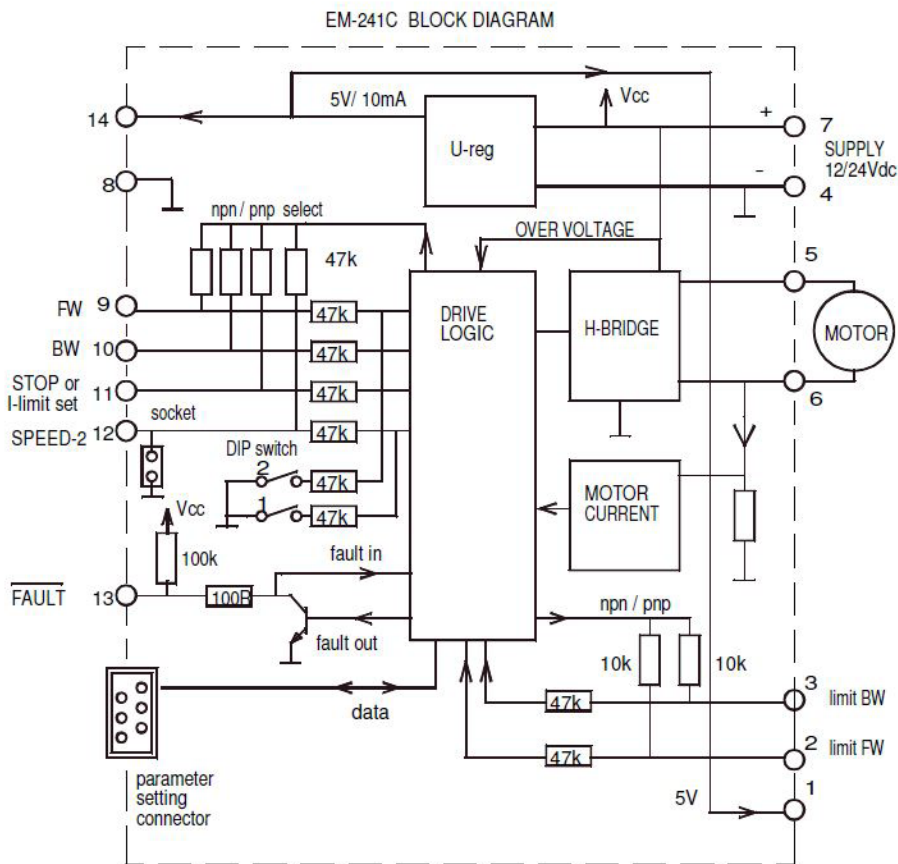 EM-241C BLOCK DIAGRAM
5V/ 10mA
Vcc
14
U-reg
+
7
SUPPLY
12/24Vdc
-
4
8
npn / pnp select
OVER VOLTAGE
5
47k
9
FW
47k
DRIVE
LOGIC
H-BRIDGE
MOTOR
BW
10
47k
6
STOP or
I-limit set
11
47k
socket
SPEED-2
12
47k
DIP switch
2
47k
1
47k
MOTOR
CURRENT
Vcc
100k
fault in
FAULT
13
100R
npn / pnp
fault out
10k
10k
3
limit BW
47k
data
2
limit FW
47k
1
5V
parameter
setting
connector